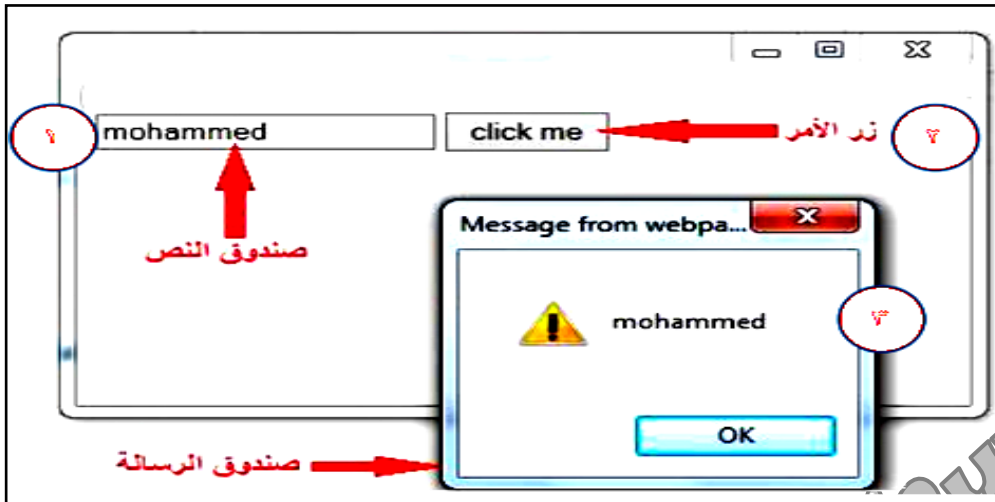 ١ mohammed click me زر الأمر ٢
صندوق النص
Message from webpa...
mohammed ٣
OK
صندوق الرسالة